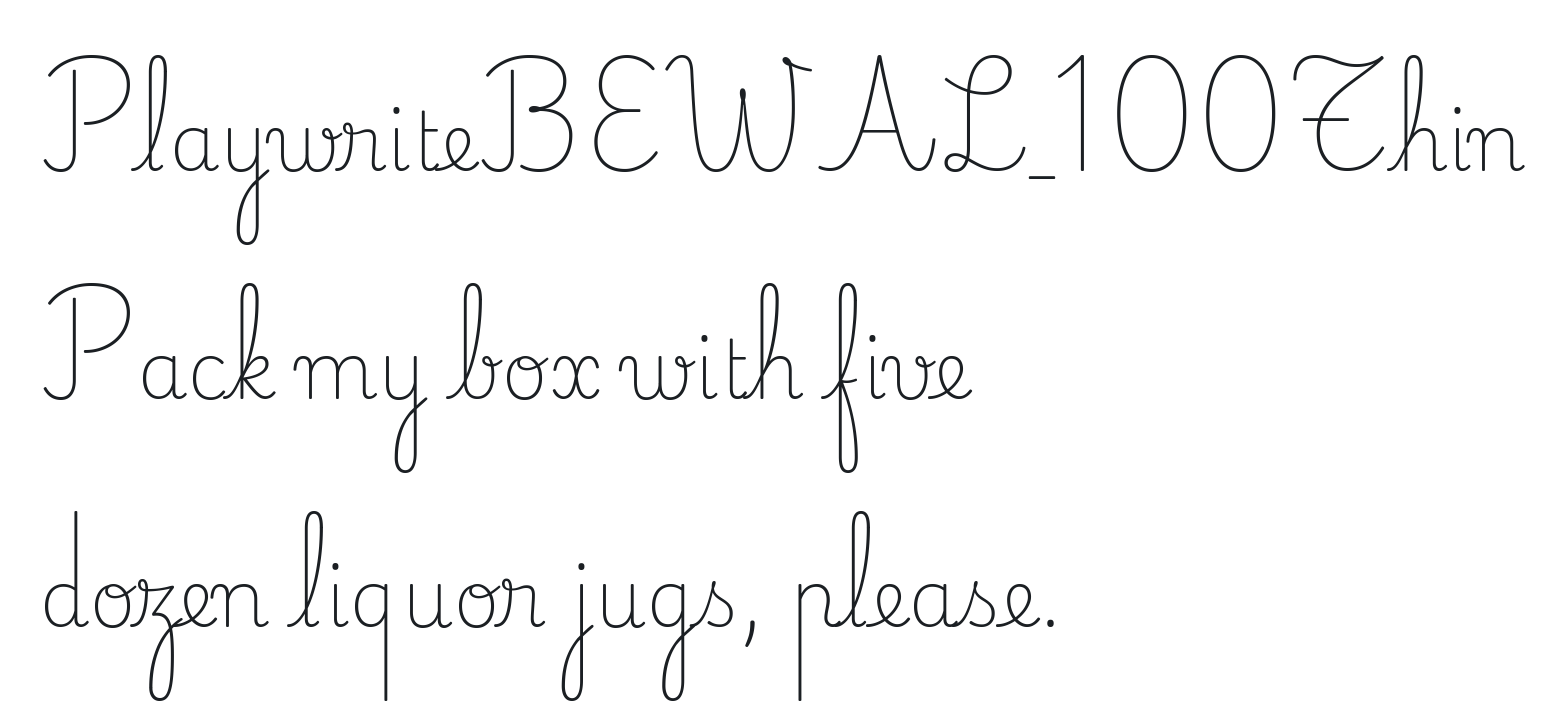 PlaywriteBEWAL_100Thin
Pack my box with five
dozen liquor jugs, please.